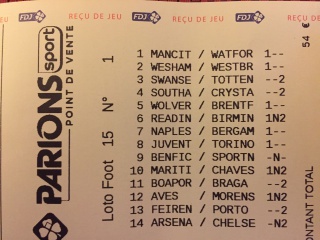 REÇU DE JEU FDJ REÇU DE JEU FDJ REÇU DE JEU FDJ REÇU
PARIONS sport
POINT DE VENTE
Loto Foot 15 N° 1
1 MANCIT / WATFOR 1--
2 WESHAM / WESTBR 1--
3 SWANSE / TOTTEN --2
4 SOUTHA / CRYSTA --2
5 WOLVER / BRENTF 1--
6 READIN / BIRMIN 1N2
7 NAPLES / BERGAM 1--
8 JUVENT / TORINO 1--
9 BENFIC / SPORTN -N-
10 MARITI / CHAVES 1N2
11 BOAPOR / BRAGA --2
12 AVES / MORENS 1N2
13 FEIREN / PORTO --2
14 ARSENA / CHELSE -N2
ONTANT TOTAL 54 €